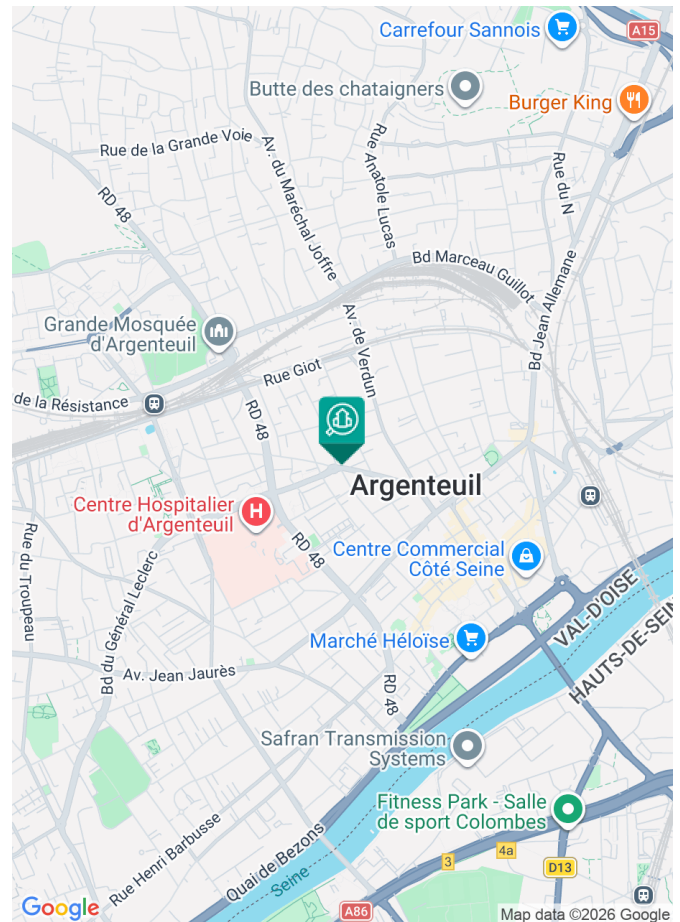 Carrefour Sannois
A15
Butte des chataigners
Burger King
Rue de la Grande Voie
Av. du Maréchal Joffre
Rue Anatole Lucas
Rue du N
RD 48
Bd Marceau Guillot
Bd Jean Allemane
Grande Mosquée
d'Argenteuil
Av. de Verdun
Rue Giot
de la Résistance
RD 48
Argenteuil
Centre Hospitalier
d'Argenteuil
H
RD 48
Centre Commercial
Côté Seine
Rue du Troupeau
Bd du Général Leclerc
VAL-D'OISE
HAUTS-DE-SEIN
Marché Héloïse
Av. Jean Jaurès
RD 48
Safran Transmission
Systems
Fitness Park - Salle
de sport Colombes
Rue Henri Barbusse
Quai de Bezons
Seine
3
4a
D13
A86
Google
Map data ©2026 Google